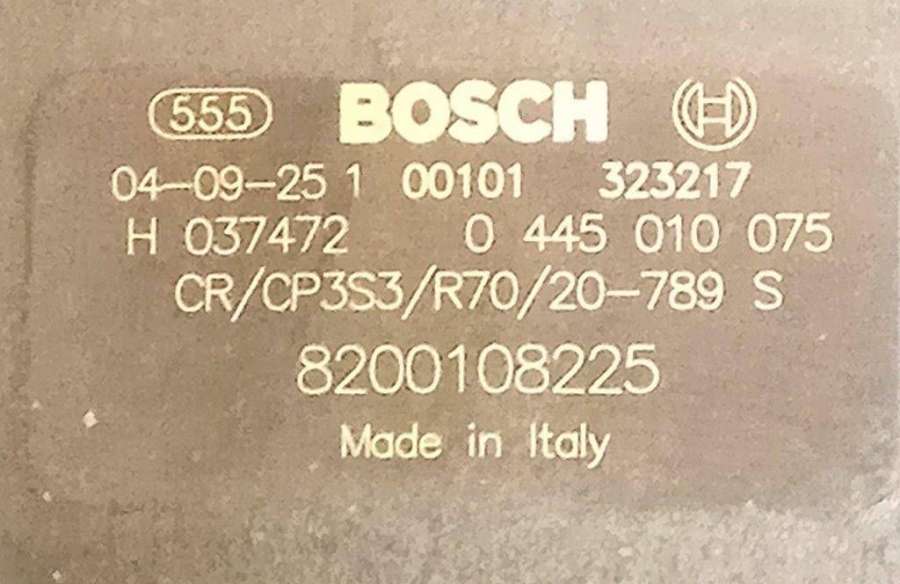 555 BOSCH
04-09-25 1 00101 323217
H 037472 0 445 010 075
CR/CP3S3/R70/20-789 S
8200108225
Made in Italy